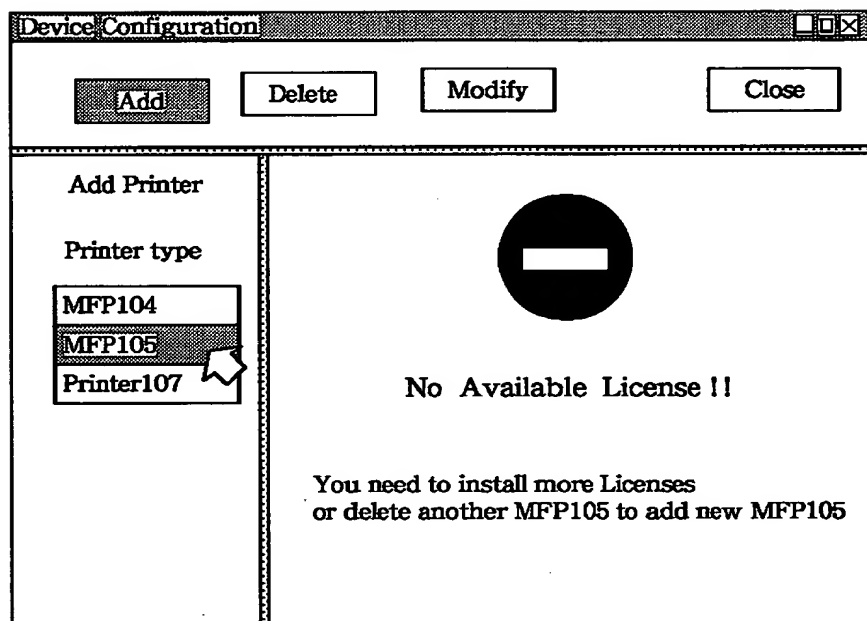 Device Configuration
Add Delete Modify Close
Add Printer
Printer type
MFP104
MFP105
Printer107
No Available License !!
You need to install more Licenses
or delete another MFP105 to add new MFP105